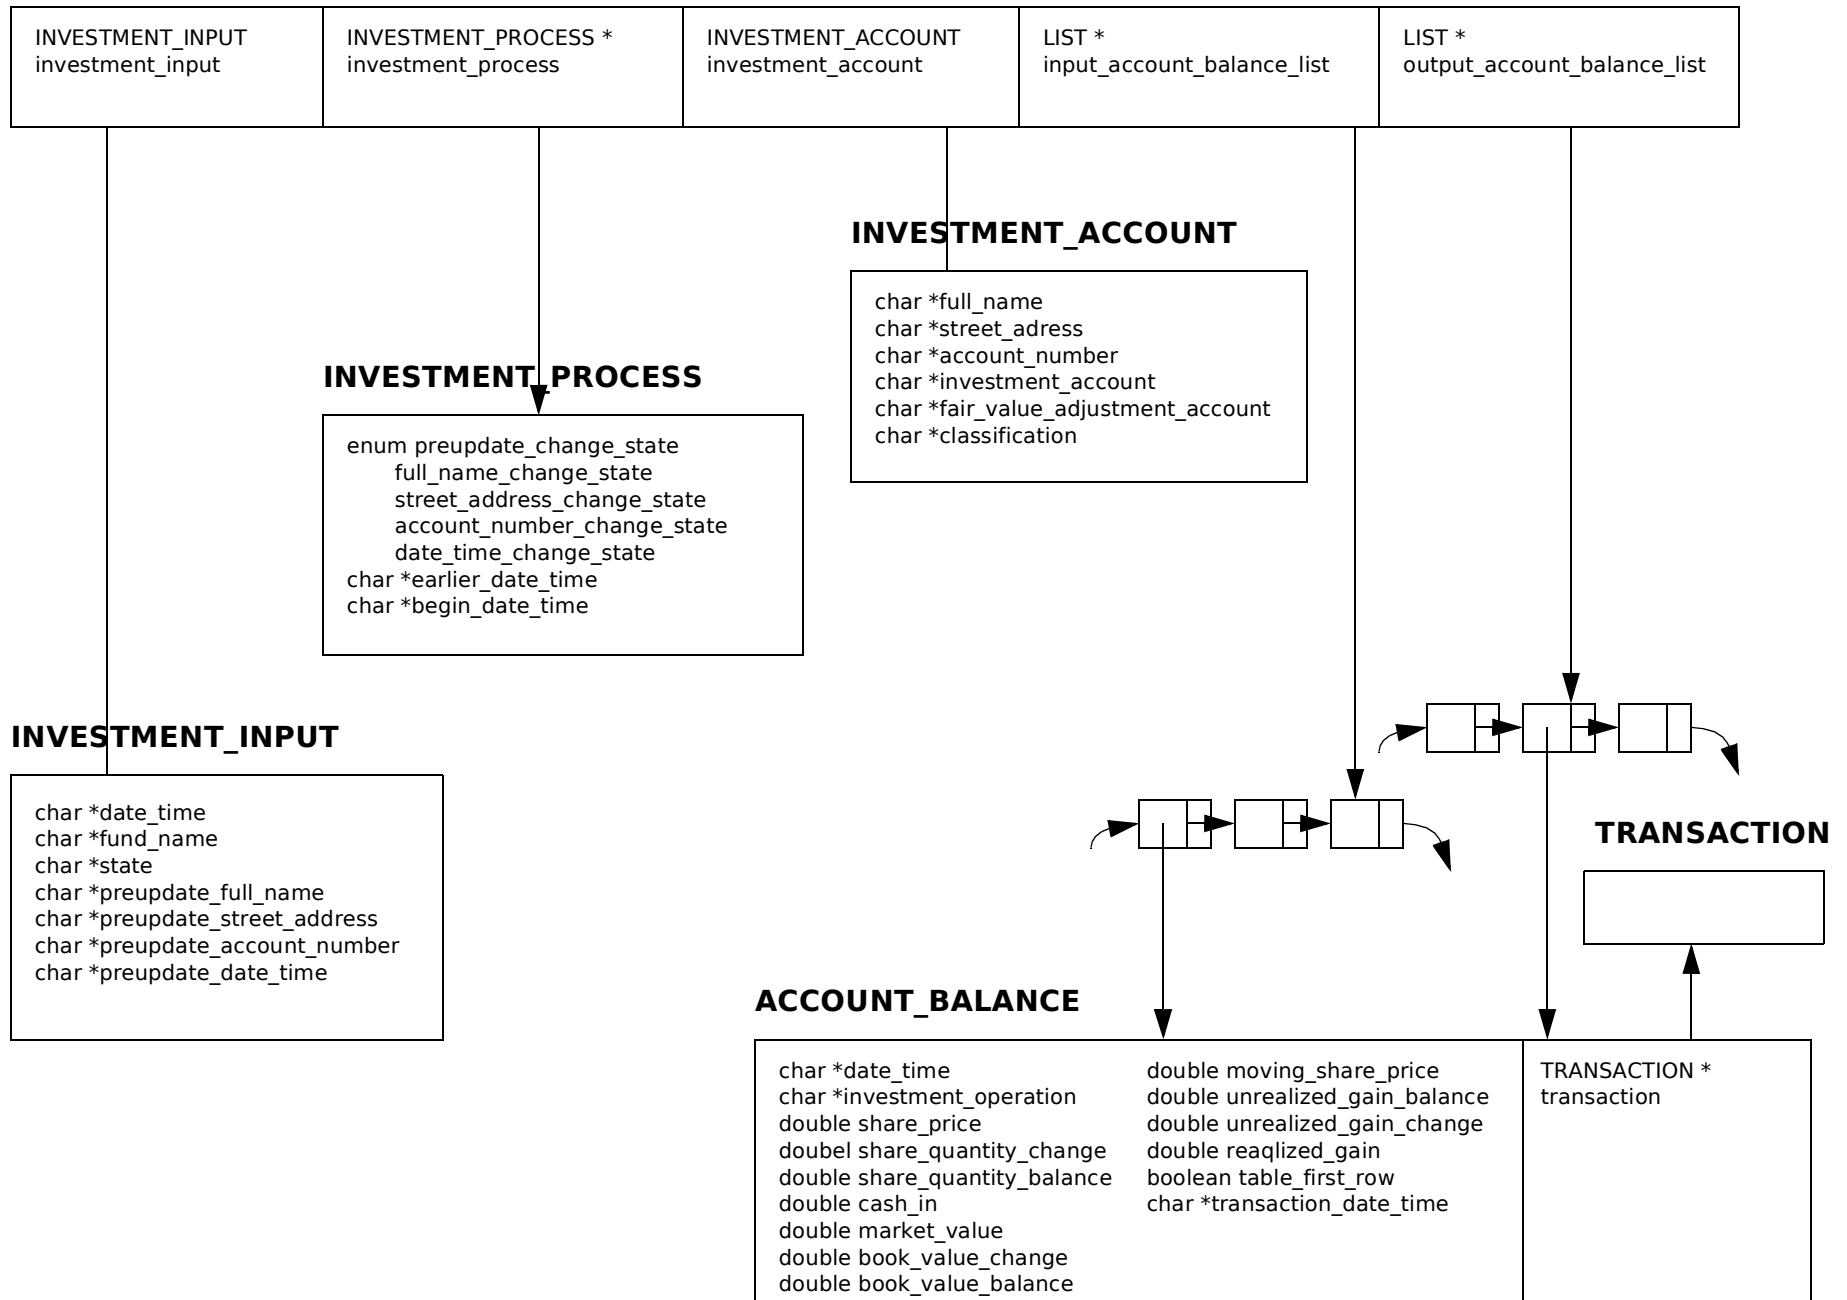 INVESTMENT_INPUT
investment_input
INVESTMENT_PROCESS *
investment_process
INVESTMENT_ACCOUNT
investment_account
LIST *
input_account_balance_list
LIST *
output_account_balance_list
INVESTMENT_ACCOUNT
char *full_name
char *street_adress
char *account_number
char *investment_account
char *fair_value_adjustment_account
char *classification
INVESTMENT_PROCESS
enum preupdate_change_state
full_name_change_state
street_address_change_state
account_number_change_state
date_time_change_state
char *earlier_date_time
char *begin_date_time
INVESTMENT_INPUT
char *date_time
char *fund_name
char *state
char *preupdate_full_name
char *preupdate_street_address
char *preupdate_account_number
char *preupdate_date_time
TRANSACTION
ACCOUNT_BALANCE
char *date_time
char *investment_operation
double share_price
doubel share_quantity_change
double share_quantity_balance
double cash_in
double market_value
double book_value_change
double book_value_balance
double moving_share_price
double unrealized_gain_balance
double unrealized_gain_change
double reaqlized_gain
boolean table_first_row
char *transaction_date_time
TRANSACTION *
transaction